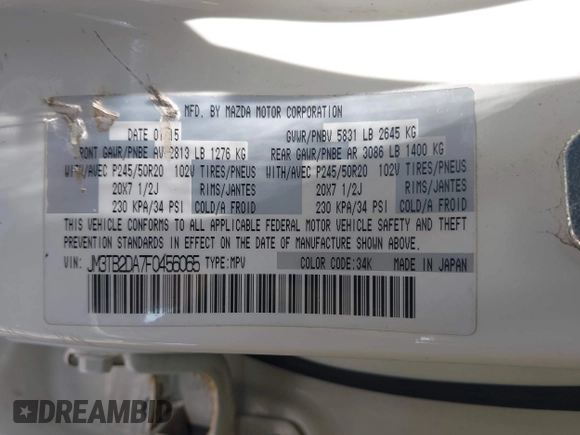 MFD. BY MAZDA MOTOR CORPORATION
DATE 15 GVWR/PNBV 5831 LB 2645 KG
FRONT GAWR/PNBE AV 2813 LB 1276 KG REAR GAWR/PNBE AR 3086 LB 1400 KG
WITH/AVEC P245/50R20 102V TIRES/PNEUS WITH/AVEC P245/50R20 102V TIRES/PNEUS
20X7 1/2J RIMS/JANTES 20X7 1/2J RIMS/JANTES
230 KPA/34 PSI COLD/A FROID 230 KPA/34 PSI COLD/A FROID
THIS VEHICLE CONFORMS TO ALL APPLICABLE FEDERAL MOTOR VEHICLE SAFETY AND THEFT
PREVENTION STANDARDS IN EFFECT ON THE DATE OF MANUFACTURE SHOWN ABOVE.
VIN: JM3TB2DA7F0456065 TYPE:MPV COLOR CODE:34K MADE IN JAPAN
DREAMBID